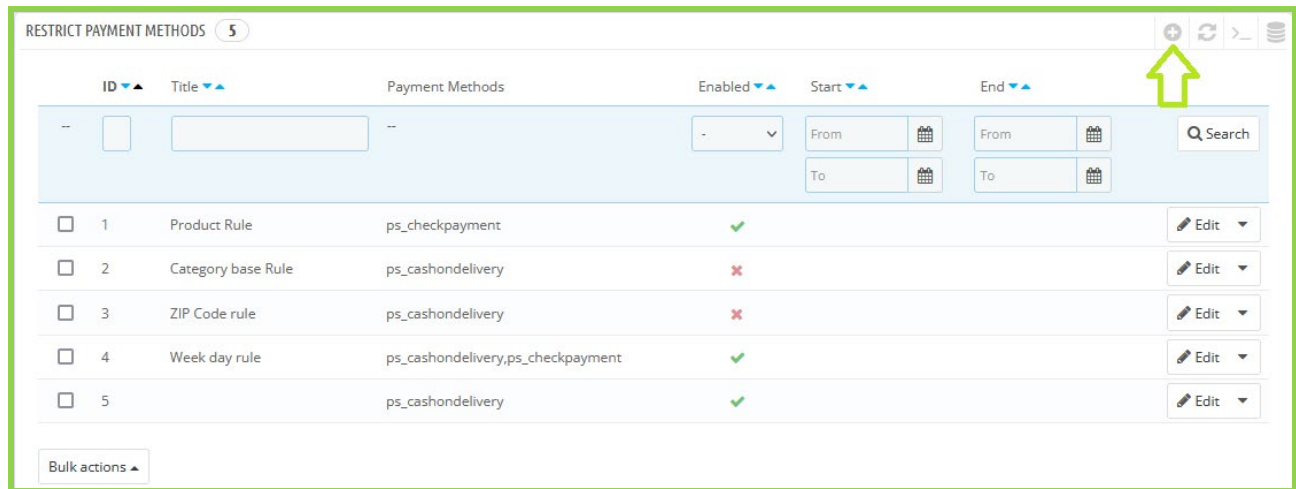 RESTRICT PAYMENT METHODS 5
ID Title Payment Methods Enabled Start End
-- -- - From From Search
To To
1 Product Rule ps_checkpayment Edit
2 Category base Rule ps_cashondelivery Edit
3 ZIP Code rule ps_cashondelivery Edit
4 Week day rule ps_cashondelivery,ps_checkpayment Edit
5 ps_cashondelivery Edit
Bulk actions